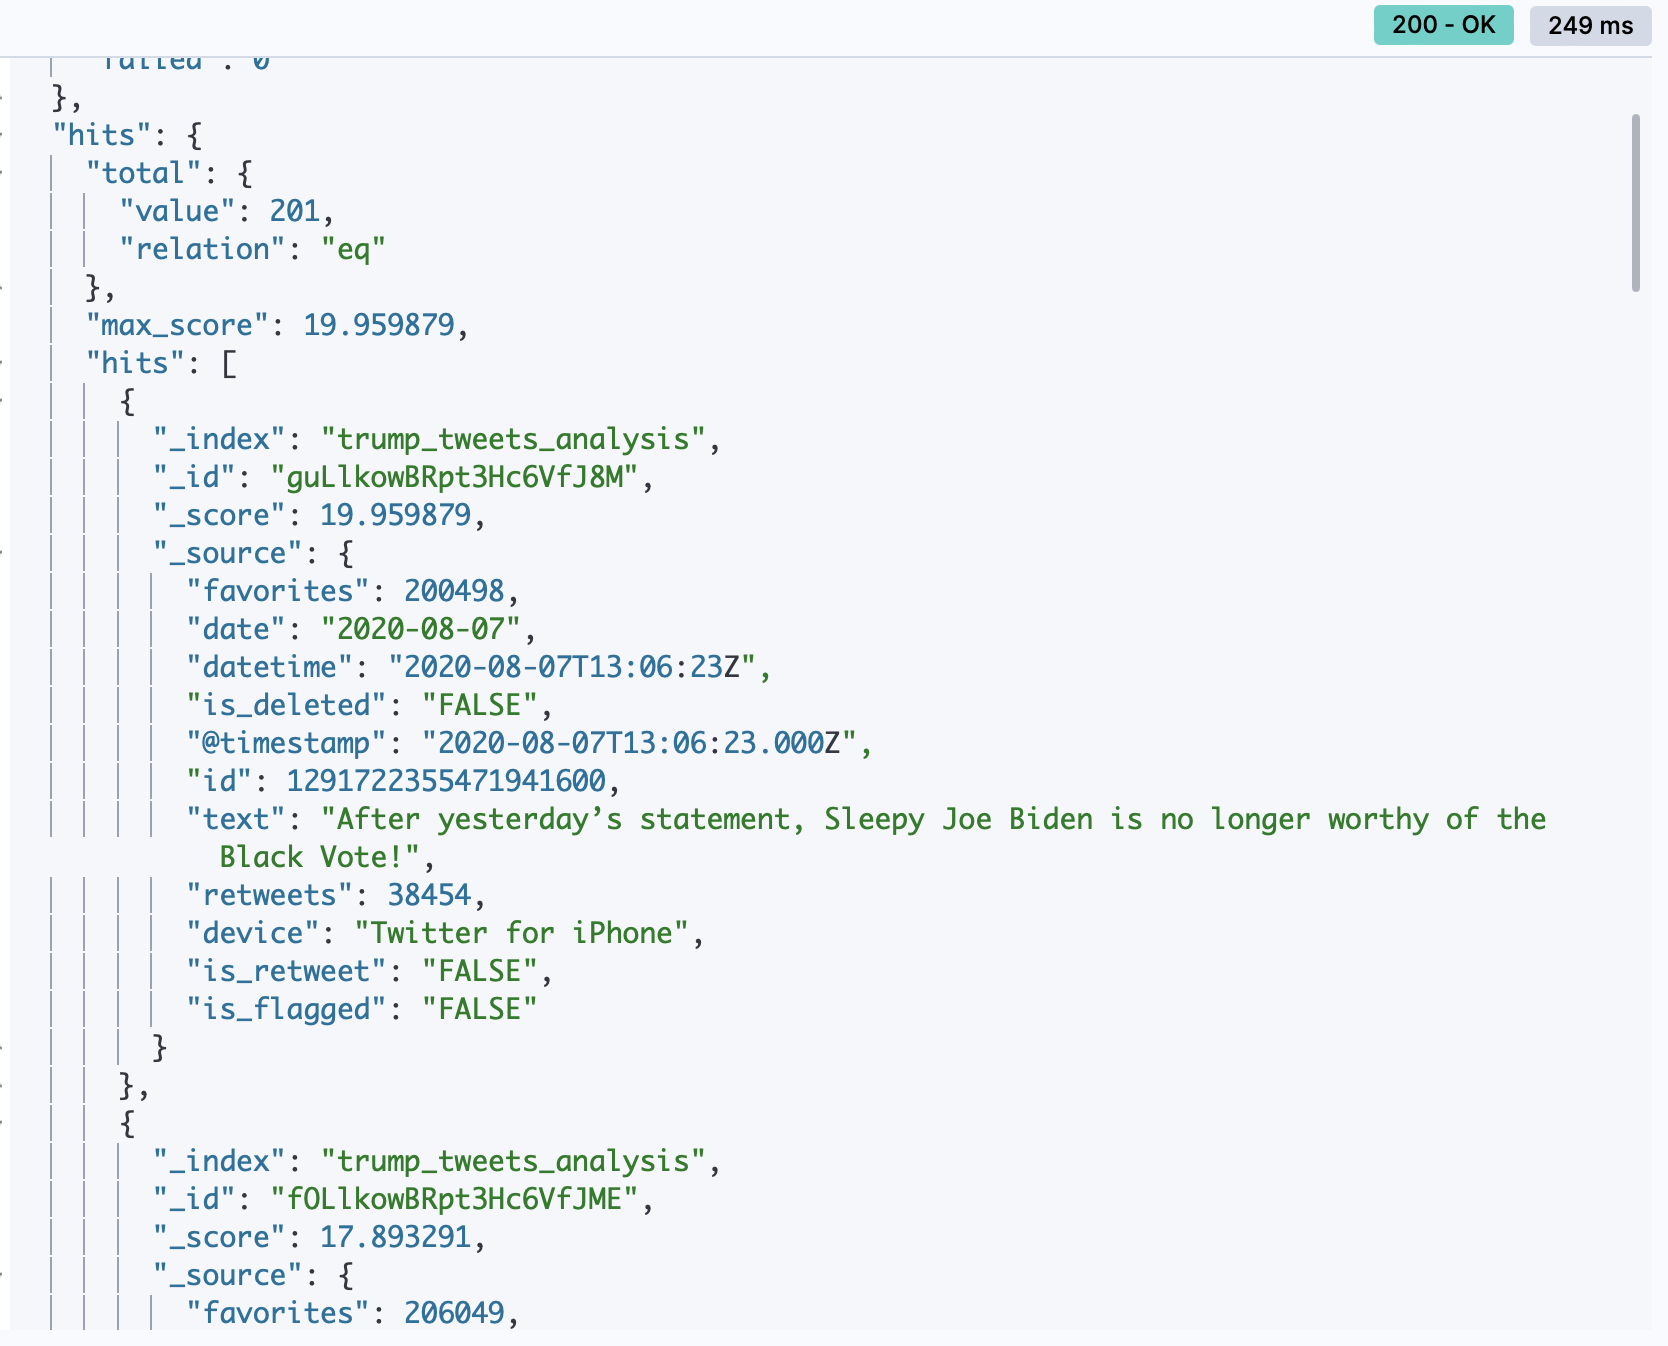 200 - OK
249 ms
"failed": 0
},
"hits": {
"total": {
"value": 201,
"relation": "eq"
},
"max_score": 19.959879,
"hits": [
{
"_index": "trump_tweets_analysis",
"_id": "guLlkowBRpt3Hc6VfJ8M",
"_score": 19.959879,
"_source": {
"favorites": 200498,
"date": "2020-08-07",
"datetime": "2020-08-07T13:06:23Z",
"is_deleted": "FALSE",
"@timestamp": "2020-08-07T13:06:23.000Z",
"id": 1291722355471941600,
"text": "After yesterday’s statement, Sleepy Joe Biden is no longer worthy of the
Black Vote!",
"retweets": 38454,
"device": "Twitter for iPhone",
"is_retweet": "FALSE",
"is_flagged": "FALSE"
}
},
{
"_index": "trump_tweets_analysis",
"_id": "fOLlkowBRpt3Hc6VfJME",
"_score": 17.893291,
"_source": {
"favorites": 206049,